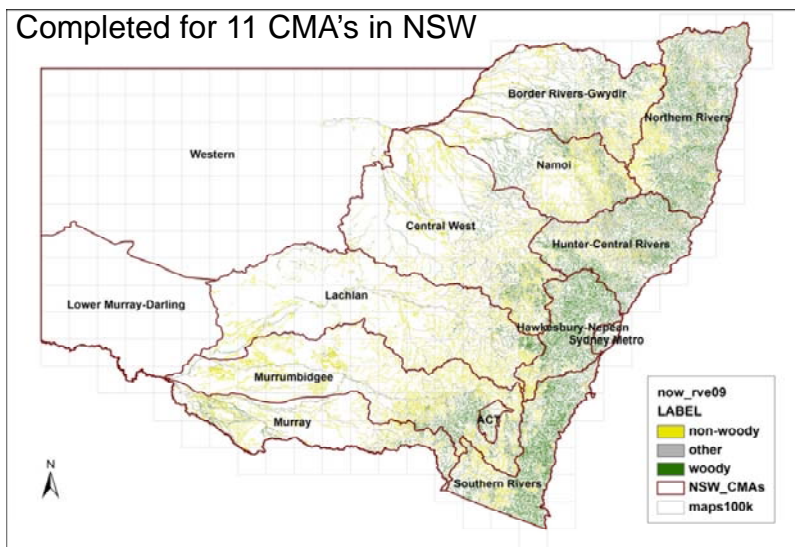 Completed for 11 CMA's in NSW
Border Rivers-Gwydir
Northern Rivers
Western
Namoi
Central West
Hunter-Central Rivers
Lachlan
Lower Murray-Darling
Hawkesbury-Nepean
Sydney Metro
Murrumbidgee
ACT
Murray
Southern Rivers
N
now_rve09
LABEL
non-woody
other
woody
NSW_CMAs
maps100k